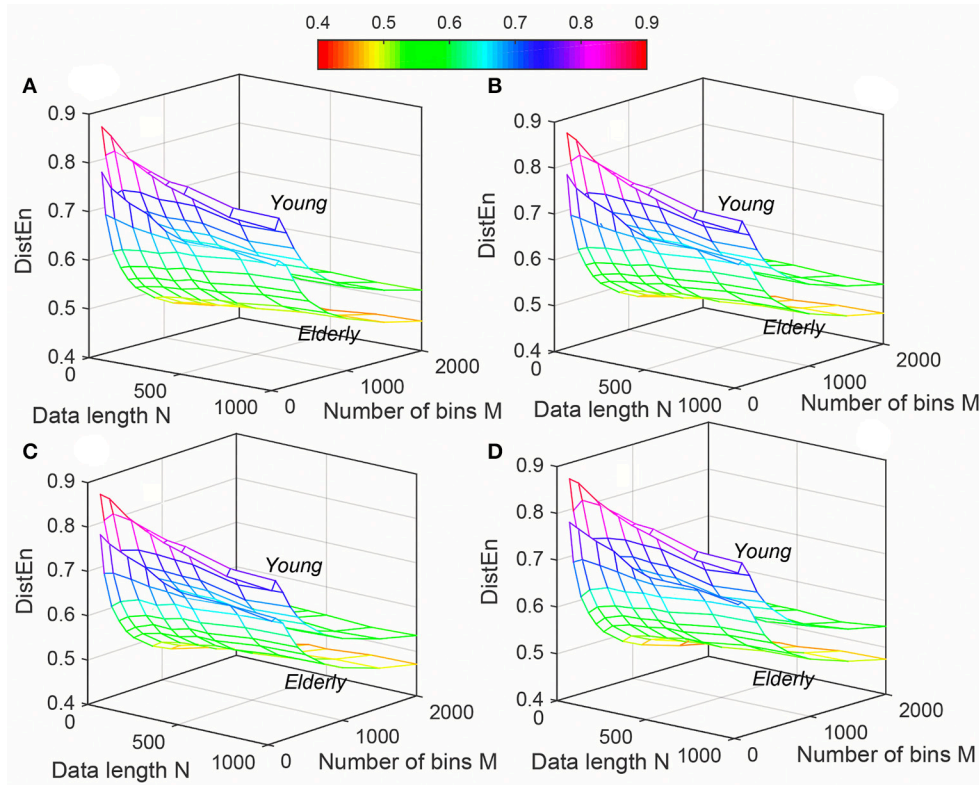 0.4 0.5 0.6 0.7 0.8 0.9
A
0.9
0.8
0.7
0.6
0.5
0.4
DistEn
Young
Elderly
0
500
1000
Data length N
0
1000
2000
Number of bins M
B
0.9
0.8
0.7
0.6
0.5
0.4
DistEn
Young
Elderly
0
500
1000
Data length N
0
1000
2000
Number of bins M
C
0.9
0.8
0.7
0.6
0.5
0.4
DistEn
Young
Elderly
0
500
1000
Data length N
0
1000
2000
Number of bins M
D
0.9
0.8
0.7
0.6
0.5
0.4
DistEn
Young
Elderly
0
500
1000
Data length N
0
1000
2000
Number of bins M